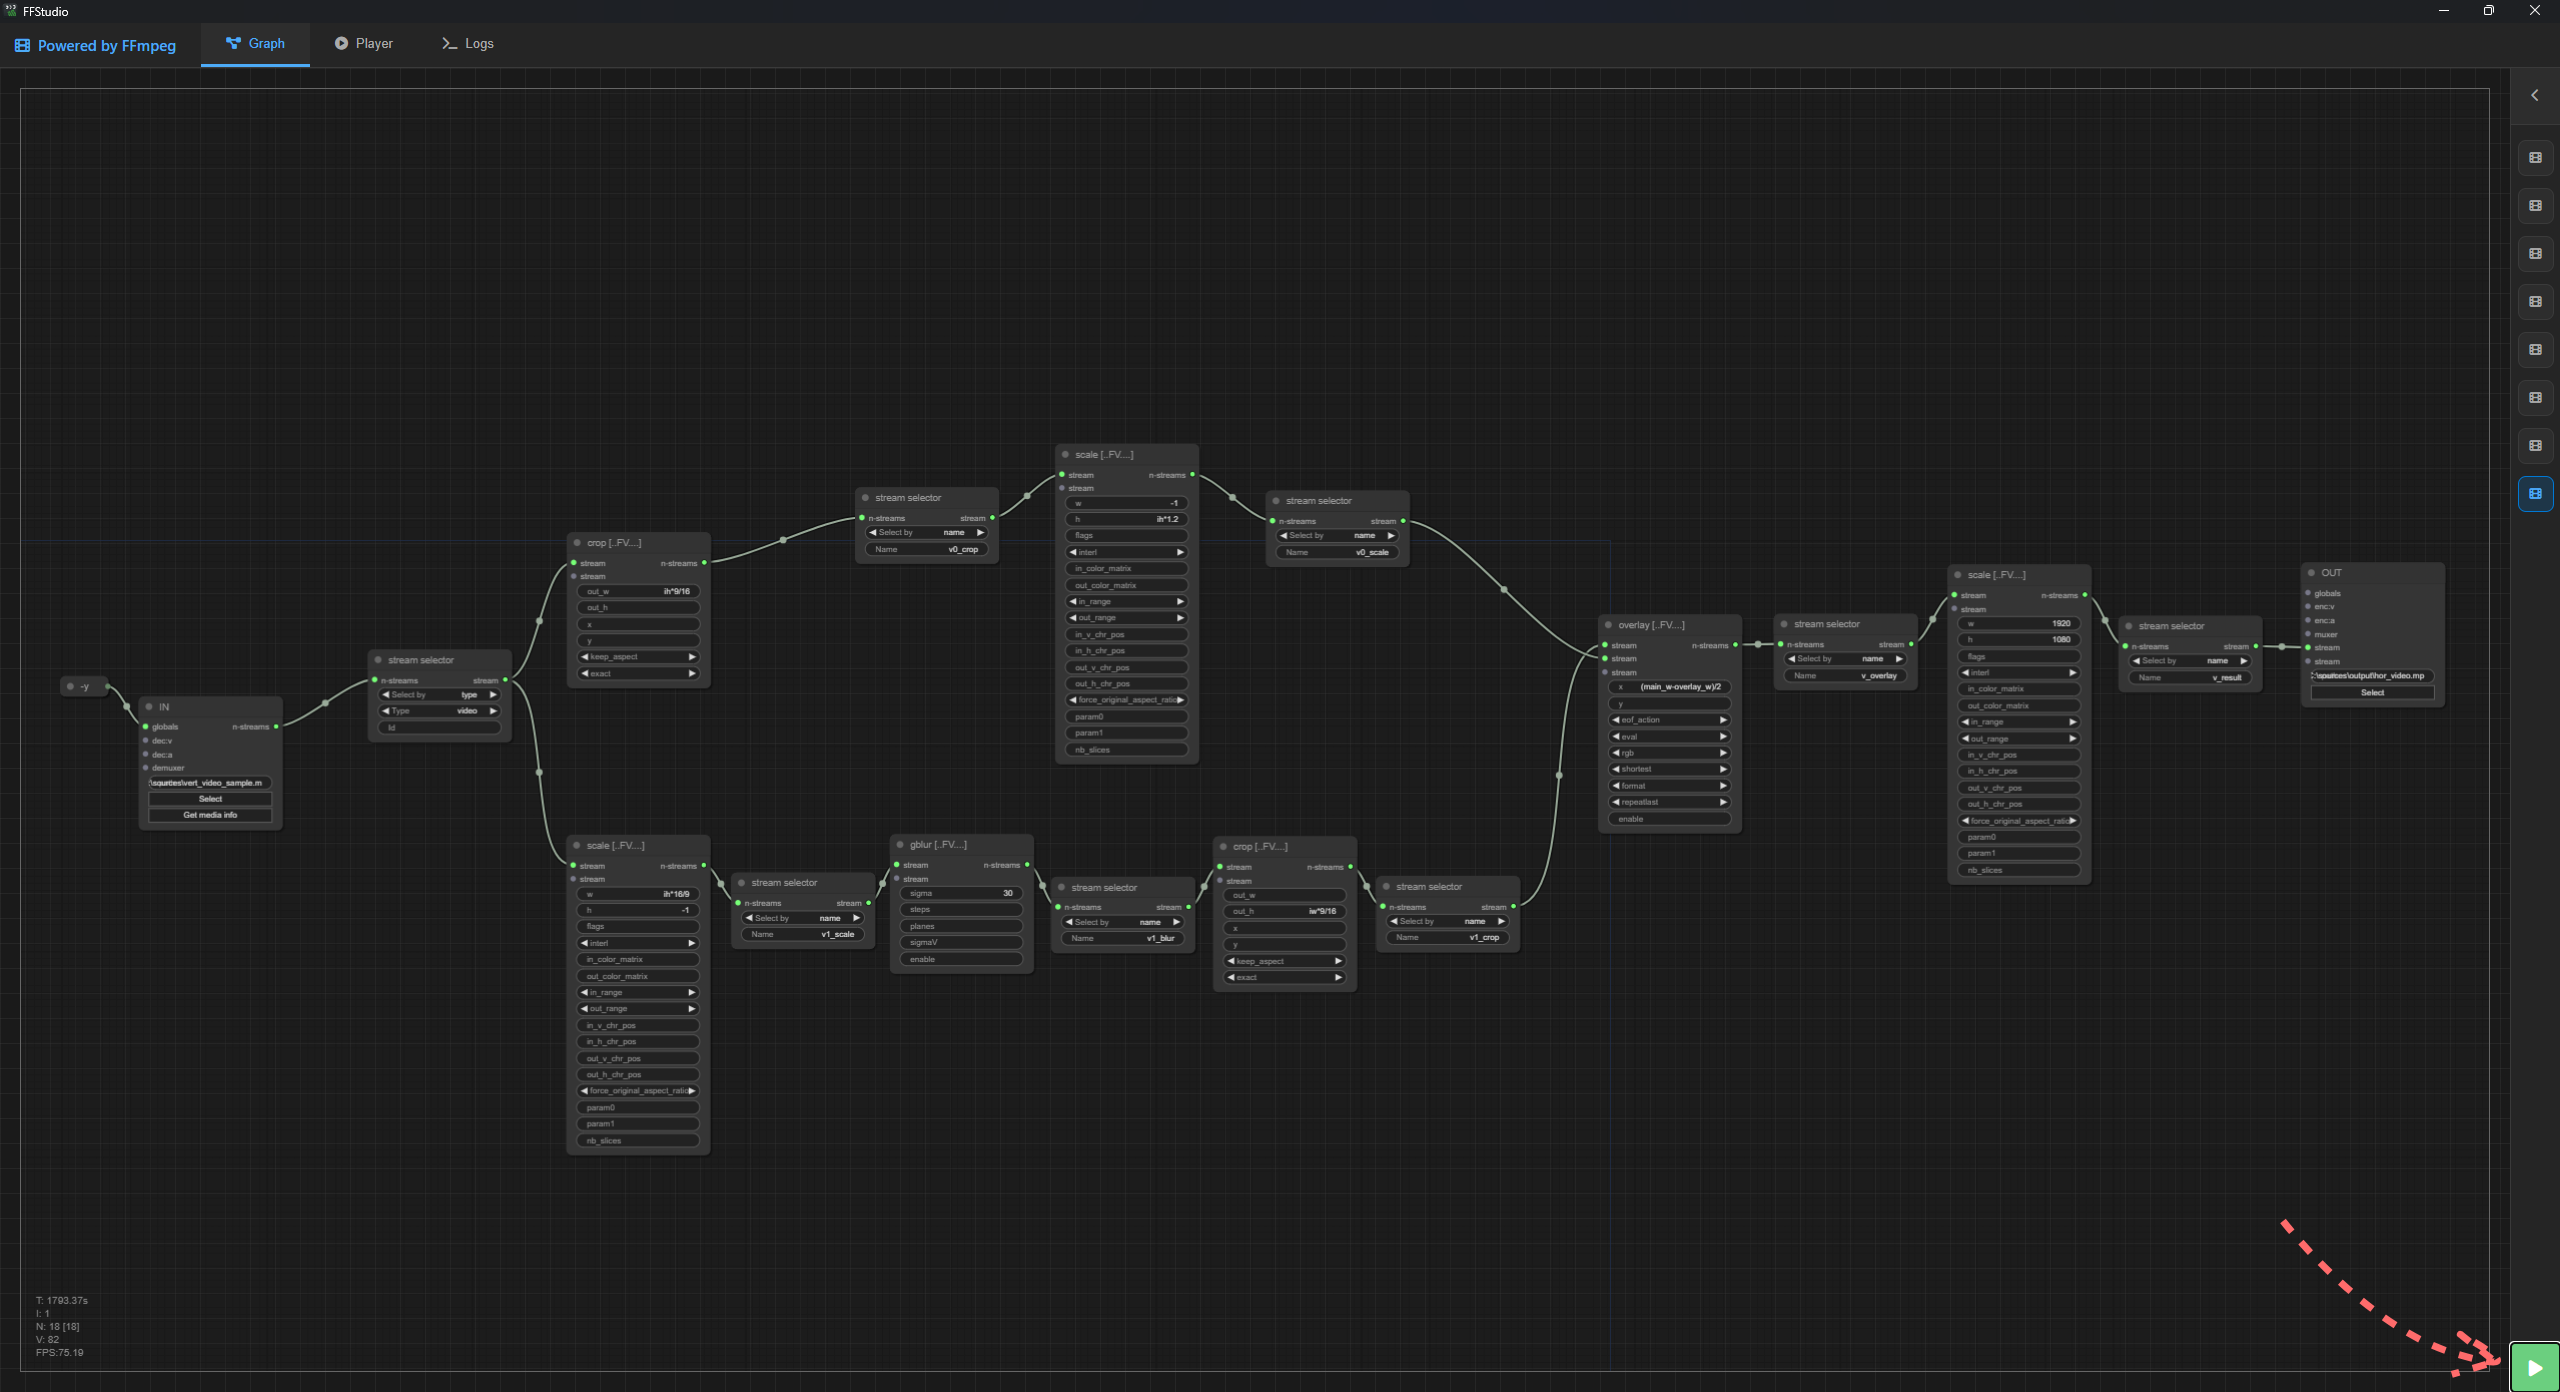 FFStudio
Powered by FFmpeg
Graph
Player
Logs
-y
IN
globals n-streams
dec:v
dec:a
demuxer
Select
Get media info
stream selector
n-streams stream
Select by type
Type video
Id
crop [..FV....]
stream n-streams
stream
out_w ih*9/16
out_h
x
y
keep_aspect
exact
stream selector
n-streams stream
Select by name
Name v0_crop
scale [..FV....]
stream n-streams
stream
w -1
h ih*1.2
flags
interl
in_color_matrix
out_color_matrix
in_range
out_range
in_v_chr_pos
in_h_chr_pos
out_v_chr_pos
out_h_chr_pos
force_original_aspect_ratio
param0
param1
nb_slices
stream selector
n-streams stream
Select by name
Name v0_scale
scale [..FV....]
stream n-streams
stream
w ih*16/9
h -1
flags
interl
in_color_matrix
out_color_matrix
in_range
out_range
in_v_chr_pos
in_h_chr_pos
out_v_chr_pos
out_h_chr_pos
force_original_aspect_ratio
param0
param1
nb_slices
stream selector
n-streams stream
Select by name
Name v1_scale
gblur [..FV....]
stream n-streams
stream
sigma 30
steps
planes
sigmaV
enable
stream selector
n-streams stream
Select by name
Name v1_blur
crop [..FV....]
stream n-streams
stream
out_w
out_h iw*9/16
x
y
keep_aspect
exact
stream selector
n-streams stream
Select by name
Name v1_crop
overlay [..FV....]
stream n-streams
stream
stream
x (main_w-overlay_w)/2
y
eof_action
eval
rgb
shortest
format
repeatlast
enable
stream selector
n-streams stream
Select by name
Name v_overlay
scale [..FV....]
stream n-streams
stream
w 1920
h 1080
flags
interl
in_color_matrix
out_color_matrix
in_range
out_range
in_v_chr_pos
in_h_chr_pos
out_v_chr_pos
out_h_chr_pos
force_original_aspect_ratio
param0
param1
nb_slices
stream selector
n-streams stream
Select by name
Name v_result
OUT
globals
enc:v
enc:a
muxer
stream
stream
Select
T: 1793.37s
I: 1
N: 18 [18]
V: 82
FPS:75.19